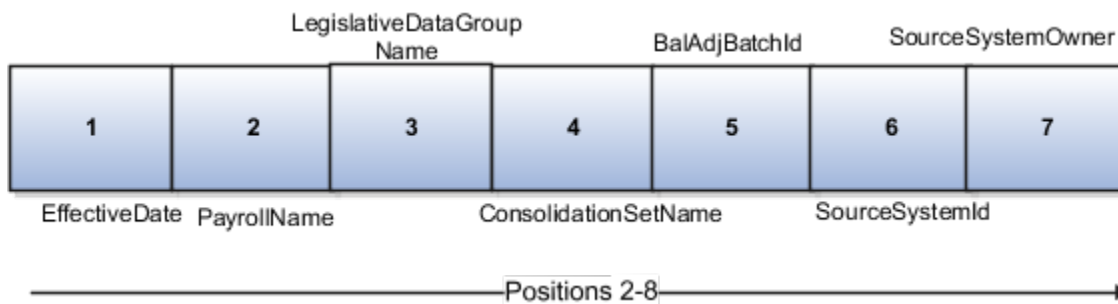 LegislativeDataGroup
Name
BalAdjBatchId
SourceSystemOwner
1
2
3
4
5
6
7
EffectiveDate
PayrollName
ConsolidationSetName
SourceSystemId
Positions 2-8